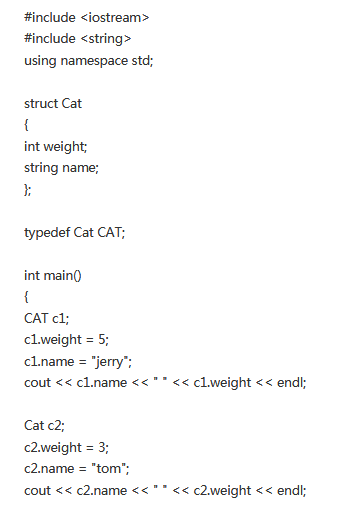 #include <iostream>
#include <string>
using namespace std;
struct Cat
{
int weight;
string name;
};
typedef Cat CAT;
int main()
{
CAT c1;
c1.weight = 5;
c1.name = "jerry";
cout << c1.name << " " << c1.weight << endl;
Cat c2;
c2.weight = 3;
c2.name = "tom";
cout << c2.name << " " << c2.weight << endl;